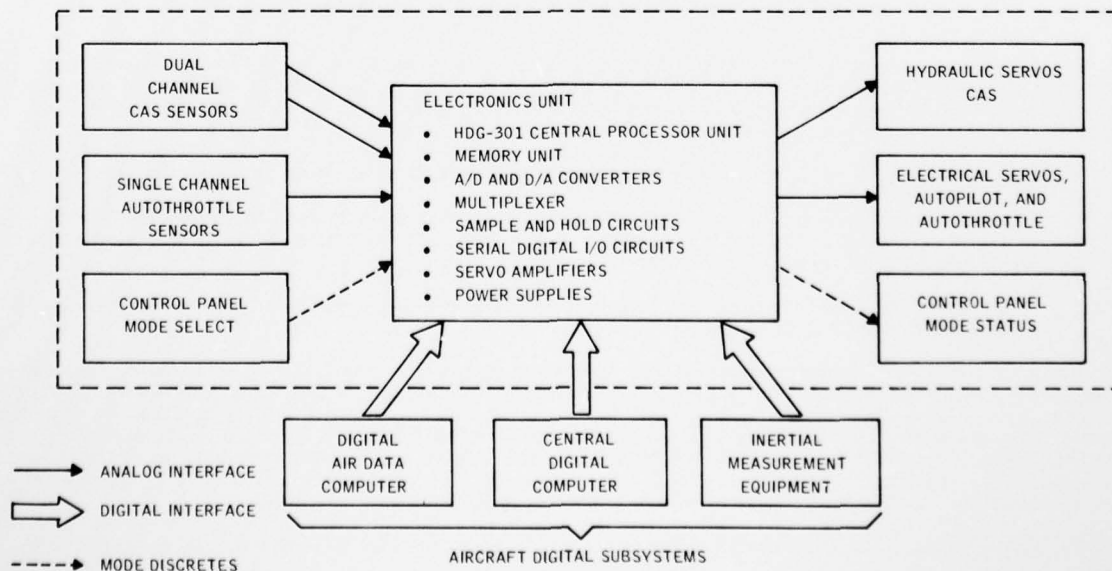 DUAL
CHANNEL
CAS SENSORS
SINGLE CHANNEL
AUTOTHROTTLE
SENSORS
CONTROL PANEL
MODE SELECT
ELECTRONICS UNIT
• HDG-301 CENTRAL PROCESSOR UNIT
• MEMORY UNIT
• A/D AND D/A CONVERTERS
• MULTIPLEXER
• SAMPLE AND HOLD CIRCUITS
• SERIAL DIGITAL I/O CIRCUITS
• SERVO AMPLIFIERS
• POWER SUPPLIES
HYDRAULIC SERVOS
CAS
ELECTRICAL SERVOS,
AUTOPILOT, AND
AUTOTHROTTLE
CONTROL PANEL
MODE STATUS
DIGITAL
AIR DATA
COMPUTER
CENTRAL
DIGITAL
COMPUTER
INERTIAL
MEASUREMENT
EQUIPMENT
AIRCRAFT DIGITAL SUBSYSTEMS
ANALOG INTERFACE
DIGITAL INTERFACE
MODE DISCRETES